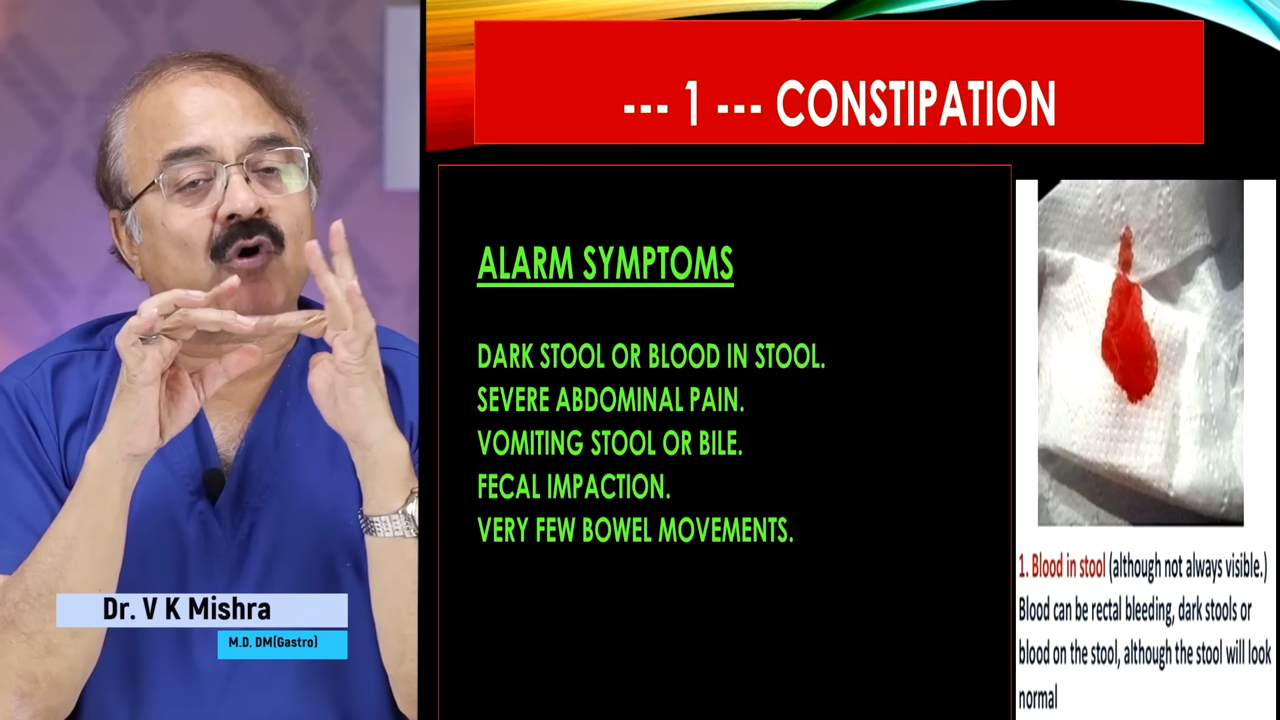 --- 1 --- CONSTIPATION
ALARM SYMPTOMS
DARK STOOL OR BLOOD IN STOOL.
SEVERE ABDOMINAL PAIN.
VOMITING STOOL OR BILE.
FECAL IMPACTION.
VERY FEW BOWEL MOVEMENTS.
1. Blood in stool (although not always visible.)
Blood can be rectal bleeding, dark stools or
blood on the stool, although the stool will look
normal
Dr. V K Mishra
M.D. DM(Gastro)